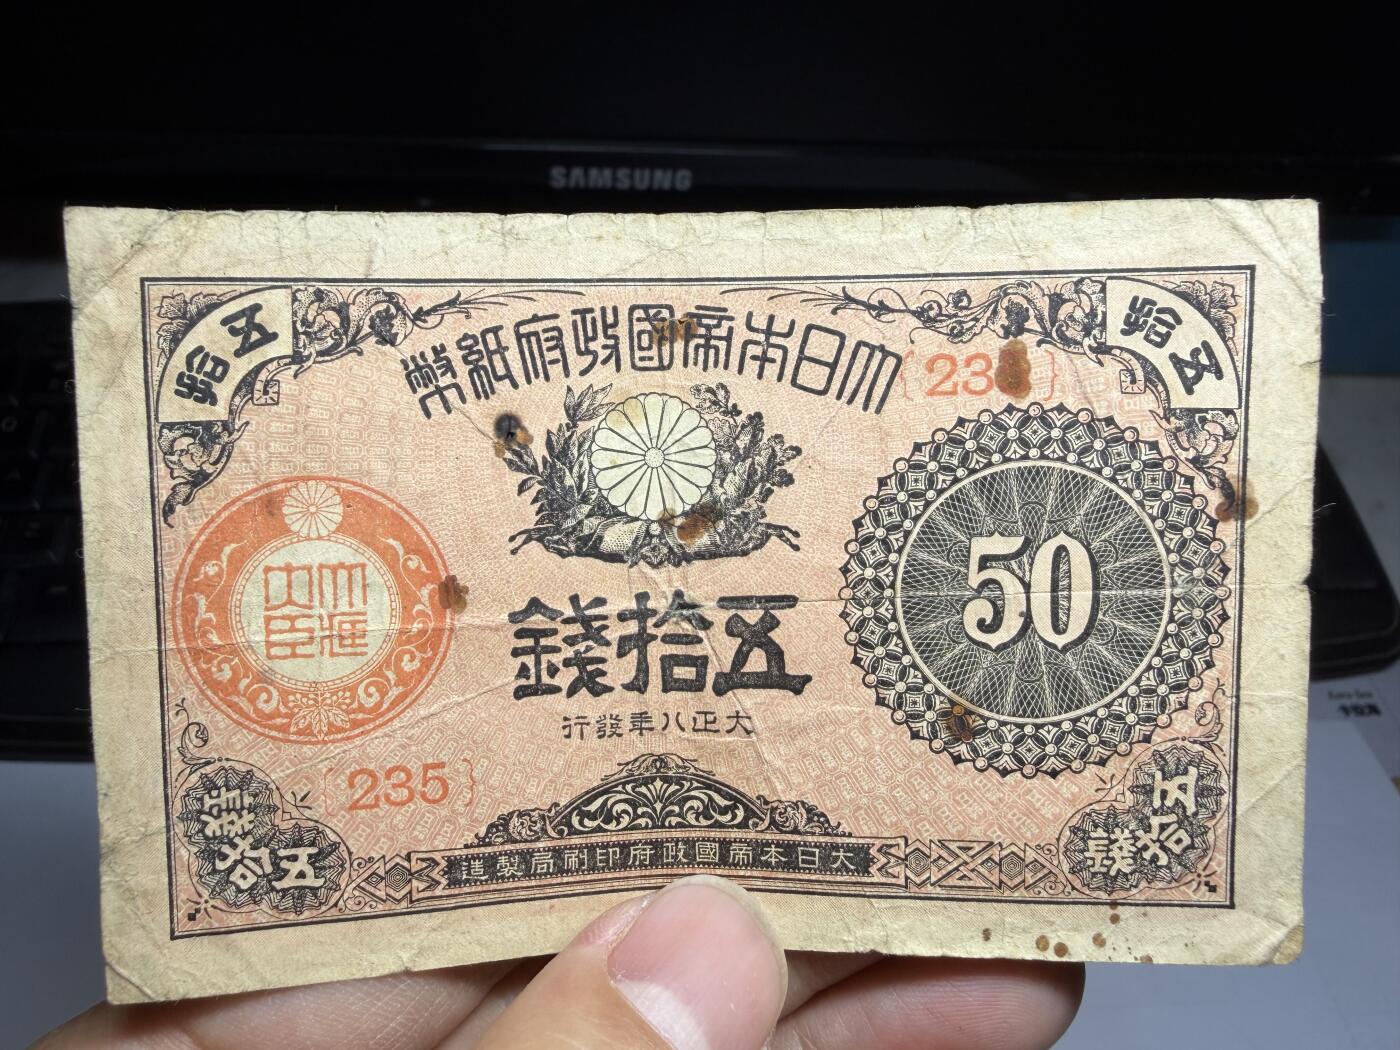 SAMSUNG
五拾
拾五
大日本帝國政府紙幣
{23
50
大藏
大臣
五拾錢
大正八年發行
{235}
五拾錢
五拾錢
大日本帝國政府印刷局製造